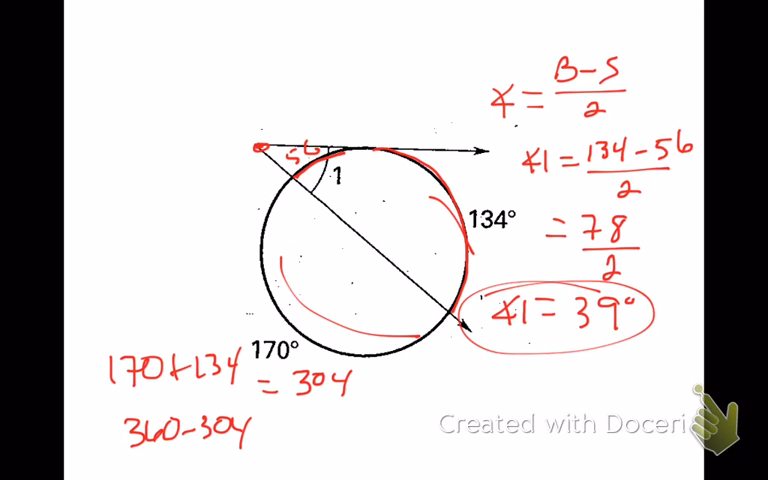 ∡ = B-S/2
56
1
∡1 = 134-56/2
134°
= 78/2
∡1 = 39°
170°
170+134
= 304
360-304
Created with Doceri